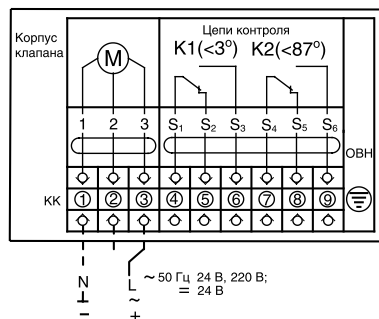 Корпус
клапана
Цепи контроля
K1(<3°) K2(<87°)
M
1 2 3 S1 S2 S3 S4 S5 S6
ОВН
КК 1 2 3 4 5 6 7 8 9
N L ~ 50 Гц 24 В, 220 В;
= 24 В
~
− +